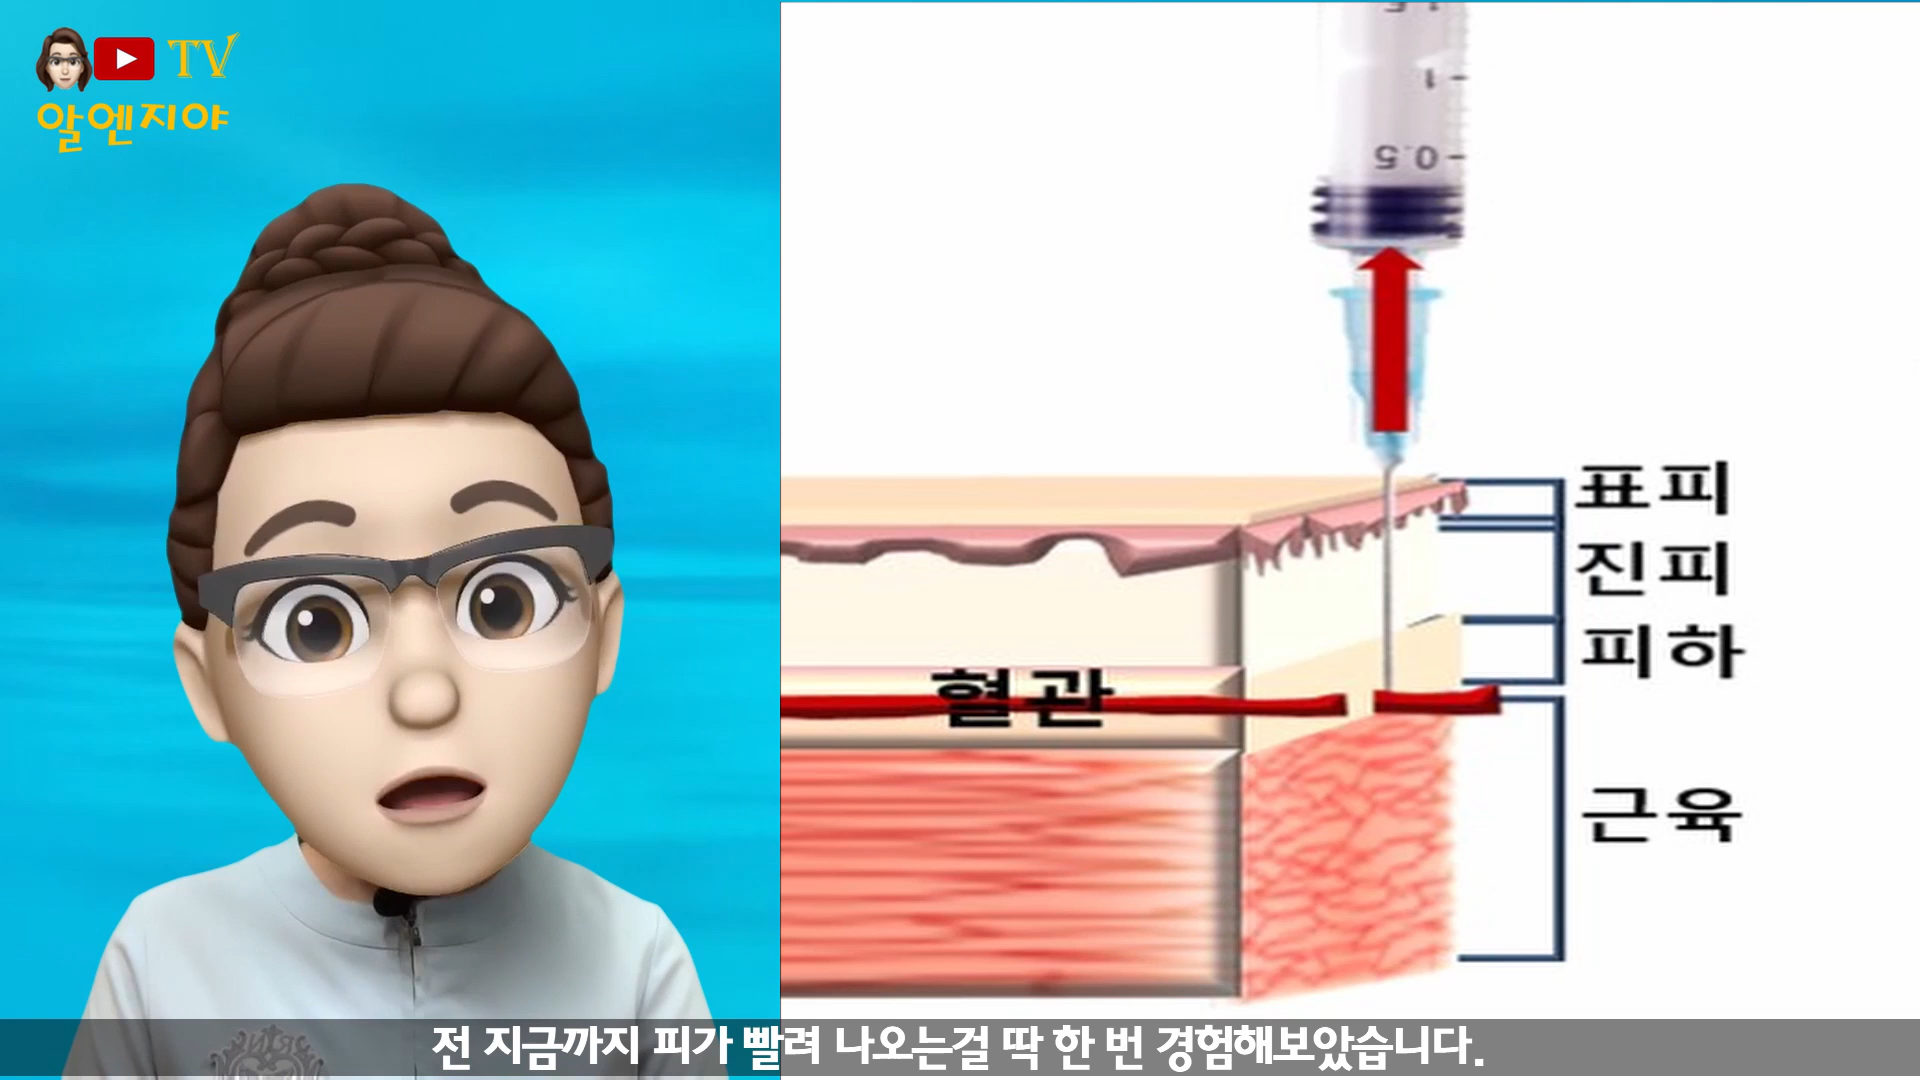 TV
알엔지야
1
0.5
표피
진피
피하
혈관
근육
전 지금까지 피가 빨려 나오는걸 딱 한 번 경험해보았습니다.